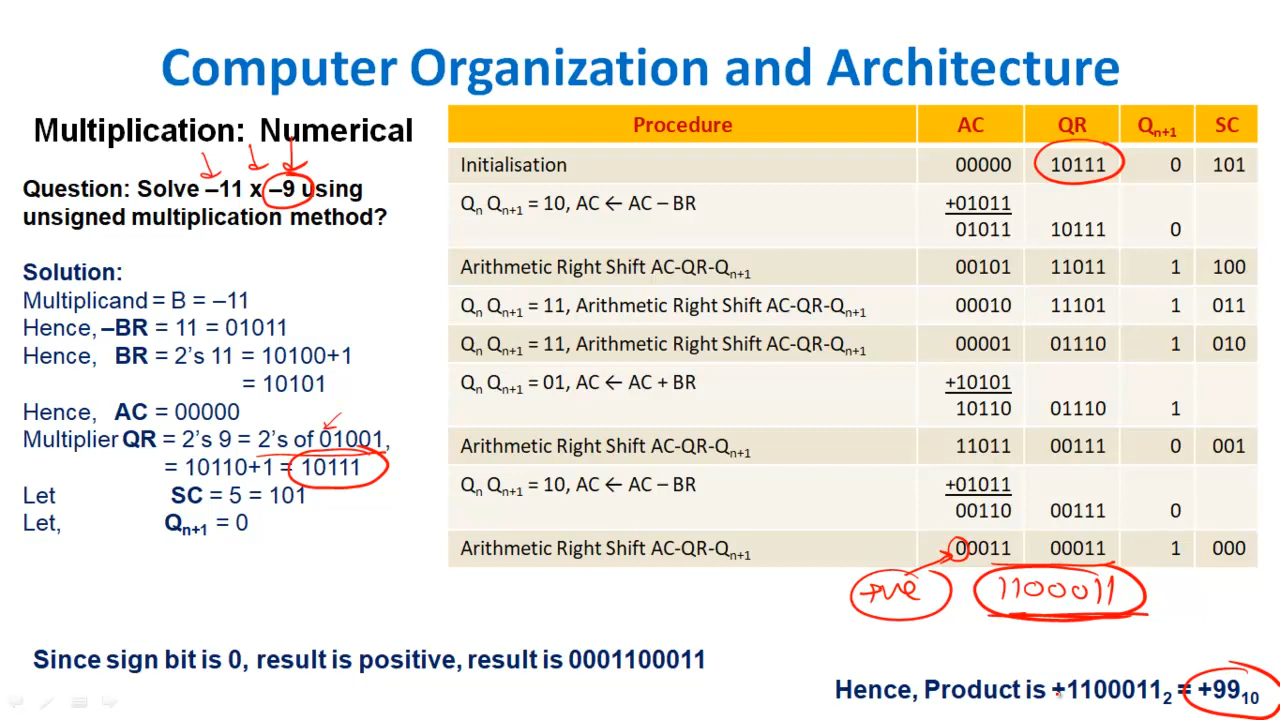 Computer Organization and Architecture
Multiplication: Numerical
Question: Solve –11 x –9 using
unsigned multiplication method?
Solution:
Multiplicand = B = –11
Hence, –BR = 11 = 01011
Hence, BR = 2’s 11 = 10100+1
= 10101
Hence, AC = 00000
Multiplier QR = 2’s 9 = 2’s of 01001,
= 10110+1 = 10111
Let SC = 5 = 101
Let, Qn+1 = 0
Procedure AC QR Qn+1 SC
Initialisation 00000 10111 0 101
Qn Qn+1 = 10, AC ← AC – BR +01011
01011 10111 0
Arithmetic Right Shift AC-QR-Qn+1 00101 11011 1 100
Qn Qn+1 = 11, Arithmetic Right Shift AC-QR-Qn+1 00010 11101 1 011
Qn Qn+1 = 11, Arithmetic Right Shift AC-QR-Qn+1 00001 01110 1 010
Qn Qn+1 = 01, AC ← AC + BR +10101
10110 01110 1
Arithmetic Right Shift AC-QR-Qn+1 11011 00111 0 001
Qn Qn+1 = 10, AC ← AC – BR +01011
00110 00111 0
Arithmetic Right Shift AC-QR-Qn+1 00011 00011 1 000
+ve 1100011
Since sign bit is 0, result is positive, result is 0001100011
Hence, Product is +1100011₂ = +99₁₀